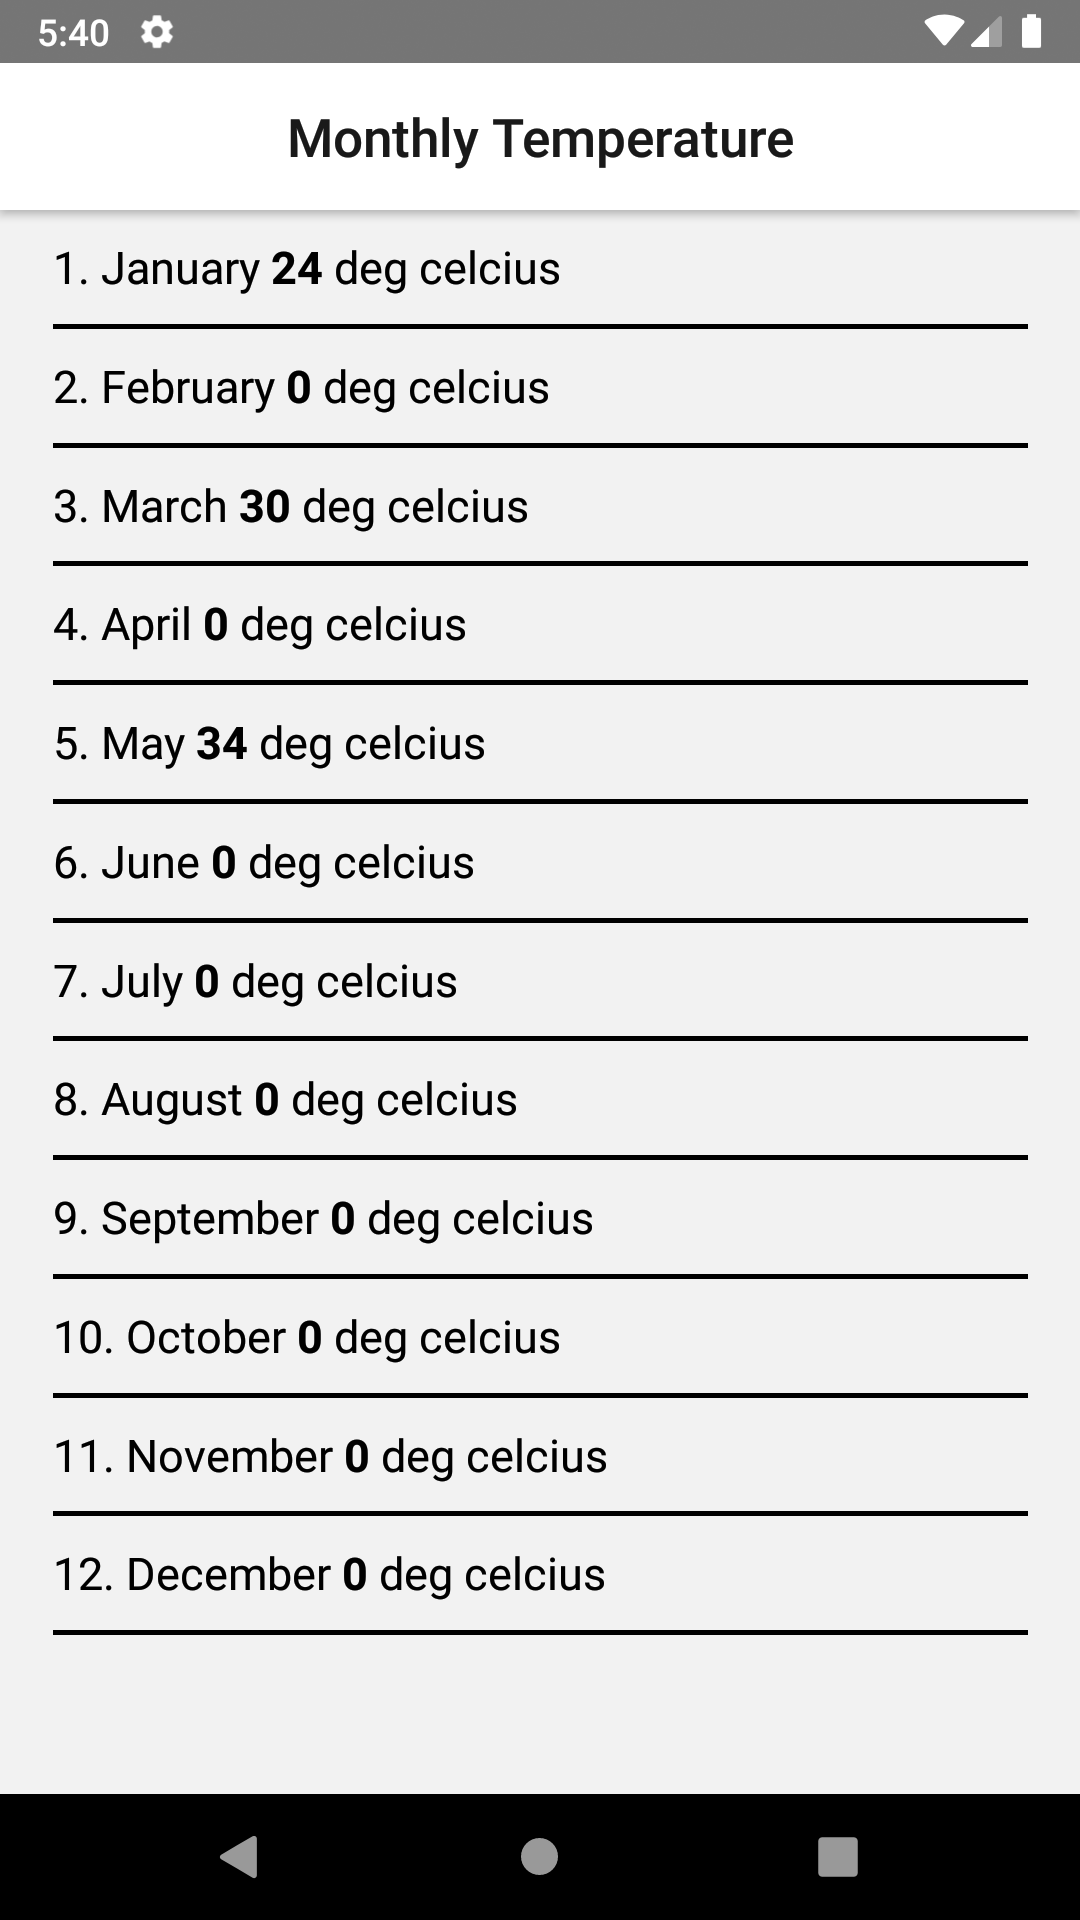 5:40
Monthly Temperature
1. January 24 deg celcius
2. February 0 deg celcius
3. March 30 deg celcius
4. April 0 deg celcius
5. May 34 deg celcius
6. June 0 deg celcius
7. July 0 deg celcius
8. August 0 deg celcius
9. September 0 deg celcius
10. October 0 deg celcius
11. November 0 deg celcius
12. December 0 deg celcius